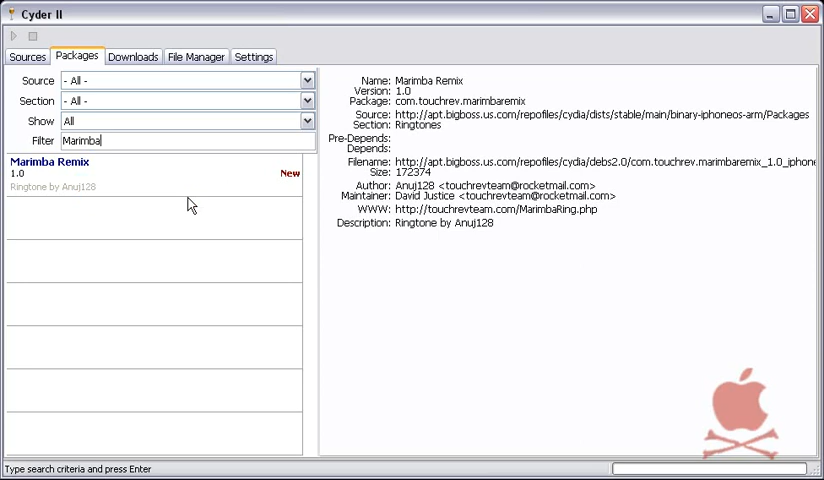 Cyder II
Sources Packages Downloads File Manager Settings
Source - All -
Section - All -
Show All
Filter Marimba
Marimba Remix
1.0 New
Ringtone by Anuj128
Name: Marimba Remix
Version: 1.0
Package: com.touchrev.marimbaremix
Source: http://apt.bigboss.us.com/repofiles/cydia/dists/stable/main/binary-iphoneos-arm/Packages
Section: Ringtones
Pre-Depends:
Depends:
Filename: http://apt.bigboss.us.com/repofiles/cydia/debs2.0/com.touchrev.marimbaremix_1.0_iphone
Size: 172374
Author: Anuj128 <touchrevteam@rocketmail.com>
Maintainer: David Justice <touchrevteam@rocketmail.com>
WWW: http://touchrevteam.com/MarimbaRing.php
Description: Ringtone by Anuj128
Type search criteria and press Enter